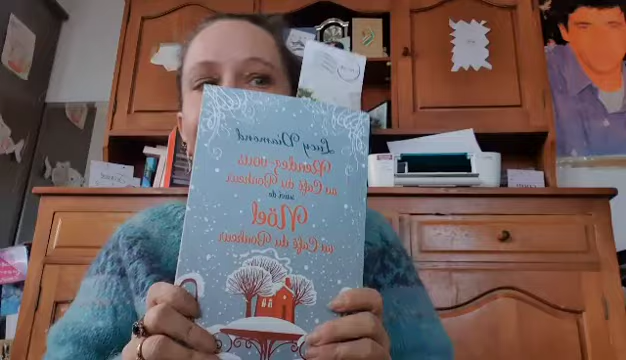 Lucy Diamond
Rendez-vous
au Café du Bonheur
suivi de
Noël
au Café du Bonheur